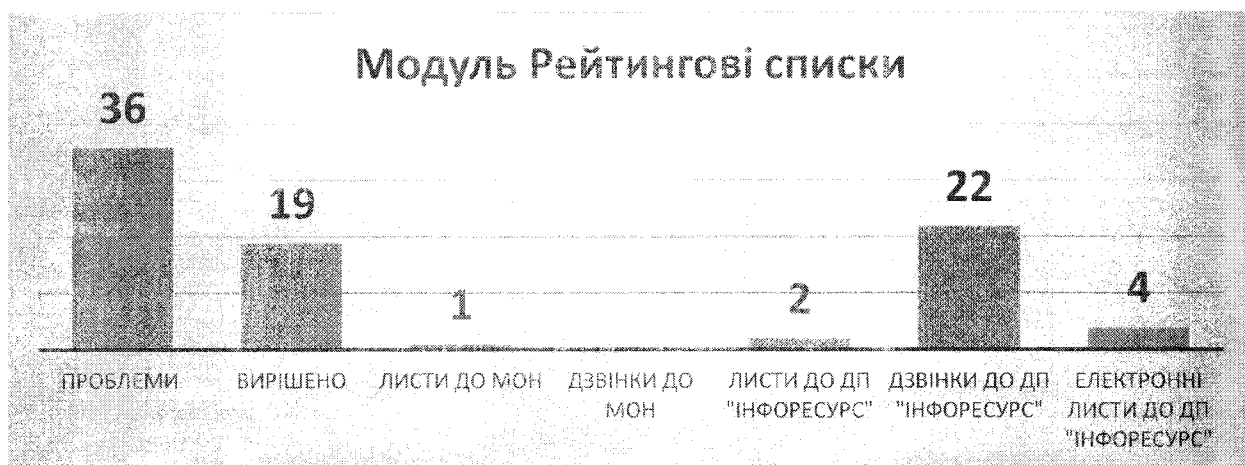 Модуль Рейтингові списки
36
19
1
2
22
4
ПРОБЛЕМИ
ВИРІШЕНО
ЛИСТИ ДО МОН
ДЗВІНКИ ДО
МОН
ЛИСТИ ДО ДП
"ІНФОРЕСУРС"
ДЗВІНКИ ДО ДП
"ІНФОРЕСУРС"
ЕЛЕКТРОННІ
ЛИСТИ ДО ДП
"ІНФОРЕСУРС"